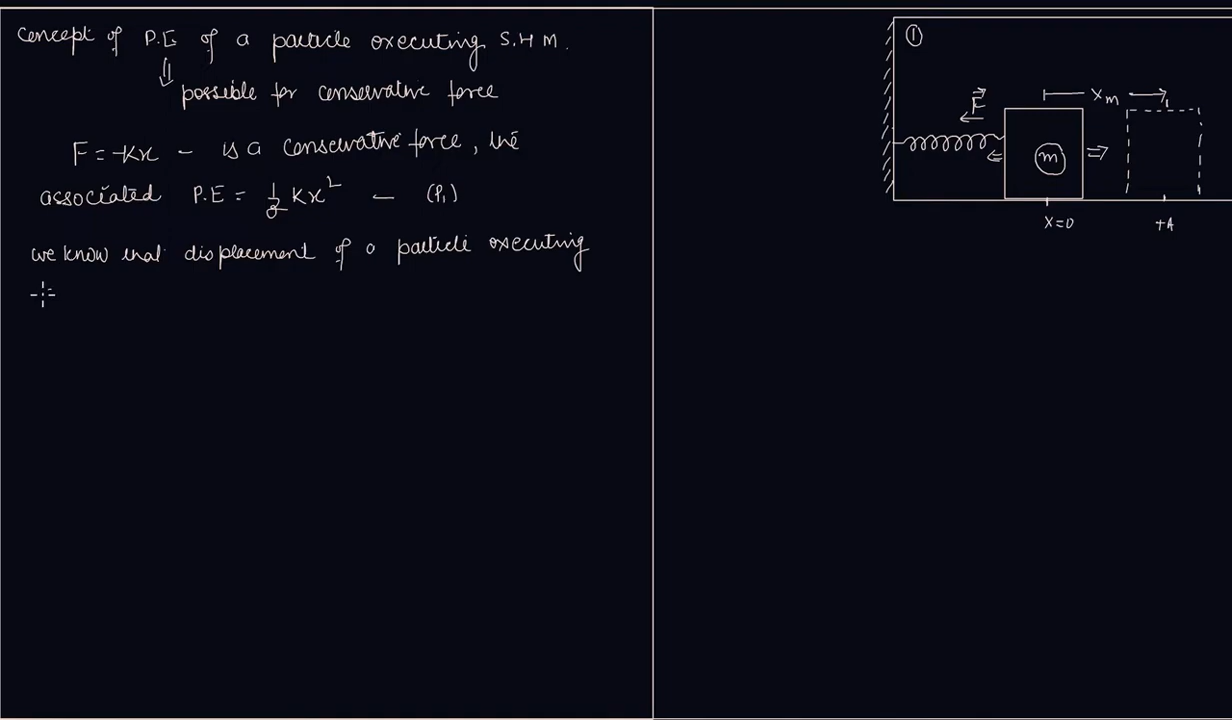 Concept of P.E of a particle executing S.H.M.
possible for conservative force
F = -Kx - is a conservative force, the
associated P.E = 1/2 Kx² - (P₁)
we know that displacement of a particle executing
①
F⃗
xₘ
m
x=0
+A